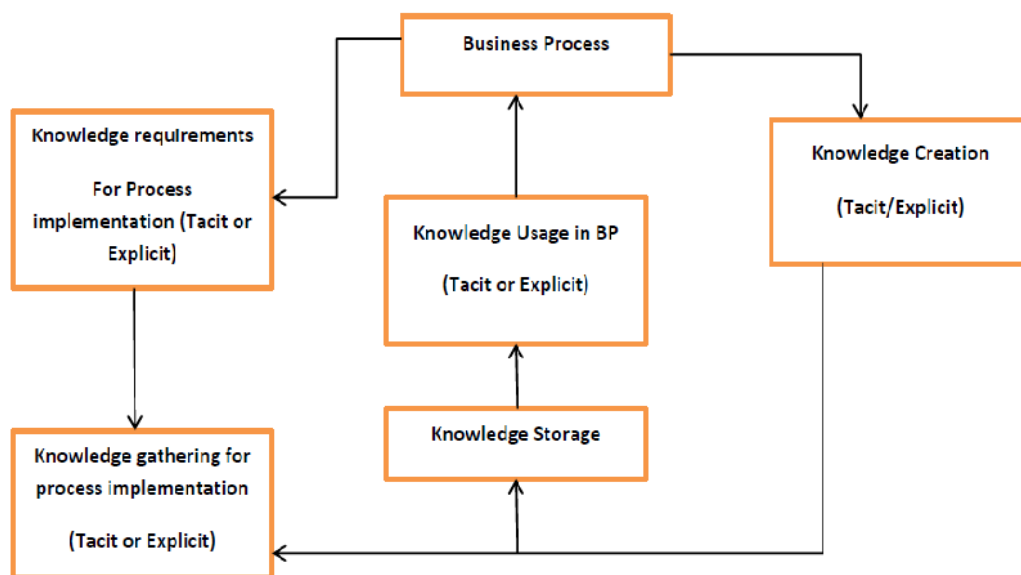 Business Process
Knowledge requirements
For Process
implementation (Tacit or
Explicit)
Knowledge Creation
(Tacit/Explicit)
Knowledge Usage in BP
(Tacit or Explicit)
Knowledge Storage
Knowledge gathering for
process implementation
(Tacit or Explicit)